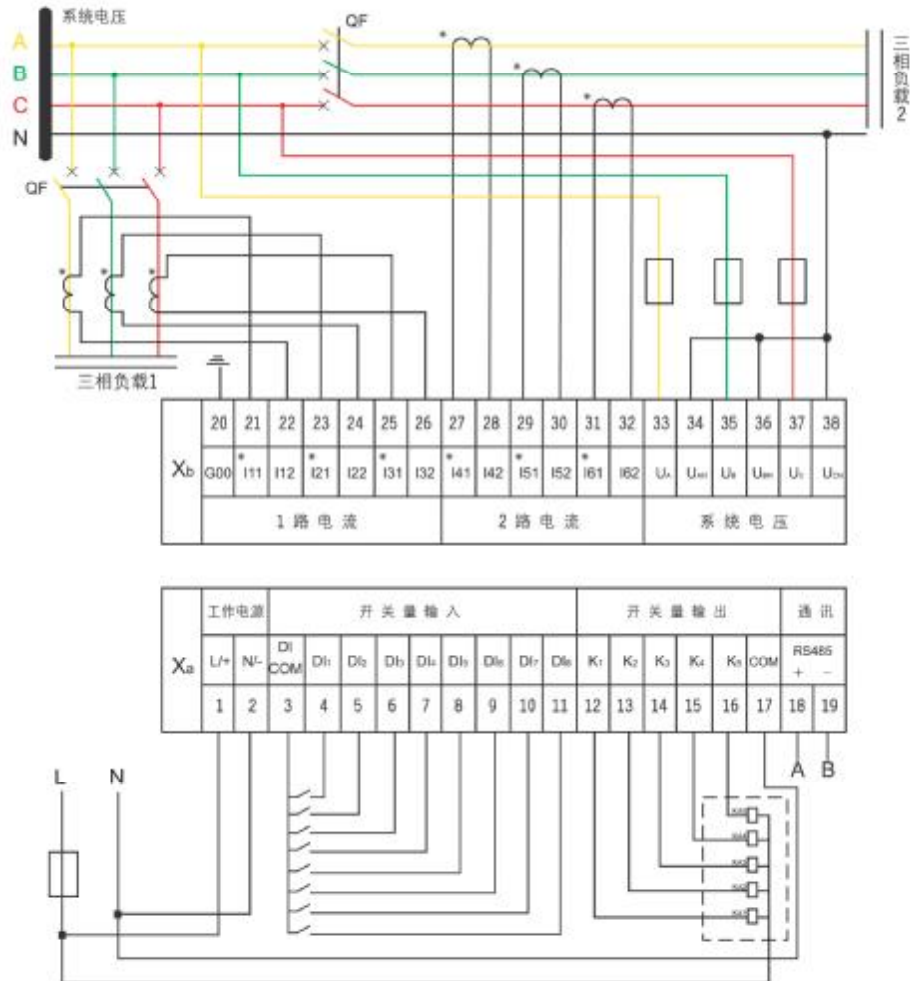 系统电压
QF
A
B
C
N
三相负载2
QF
三相负载1
20 21 22 23 24 25 26 27 28 29 30 31 32 33 34 35 36 37 38
Xb G00 *I11 I12 *I21 I22 *I31 I32 *I41 I42 *I51 I52 *I61 I62 UA UAN UB UBN UC UCN
1路电流 2路电流 系统电压
工作电源 开关量输入 开关量输出 通讯
Xa L/+ N/- DI COM DI1 DI2 DI3 DI4 DI5 DI6 DI7 DI8 K1 K2 K3 K4 K5 COM RS485 + -
1 2 3 4 5 6 7 8 9 10 11 12 13 14 15 16 17 18 19
L N
A B